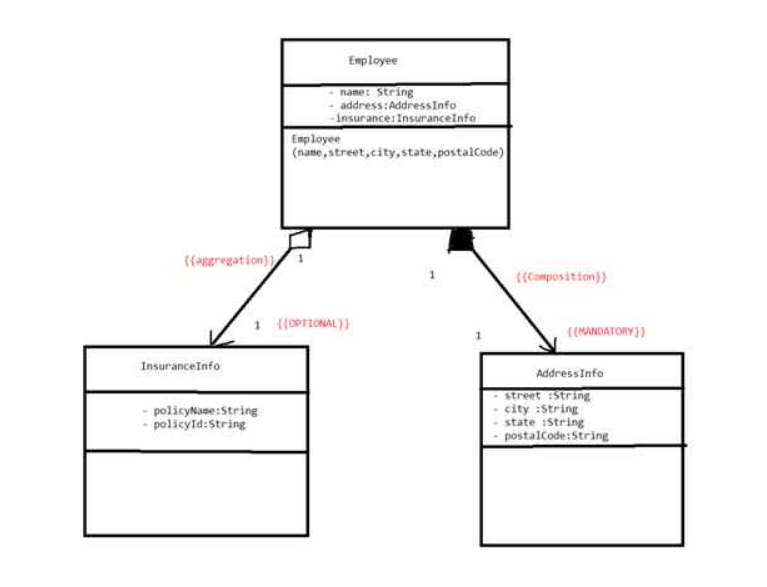 Employee
- name: String
- address:AddressInfo
-insurance:InsuranceInfo
Employee
(name,street,city,state,postalCode)
{{aggregation}}
1
1
{{Composition}}
1
{{OPTIONAL}}
1
{{MANDATORY}}
InsuranceInfo
- policyName:String
- policyId:String
AddressInfo
- street :String
- city :String
- state :String
- postalCode:String